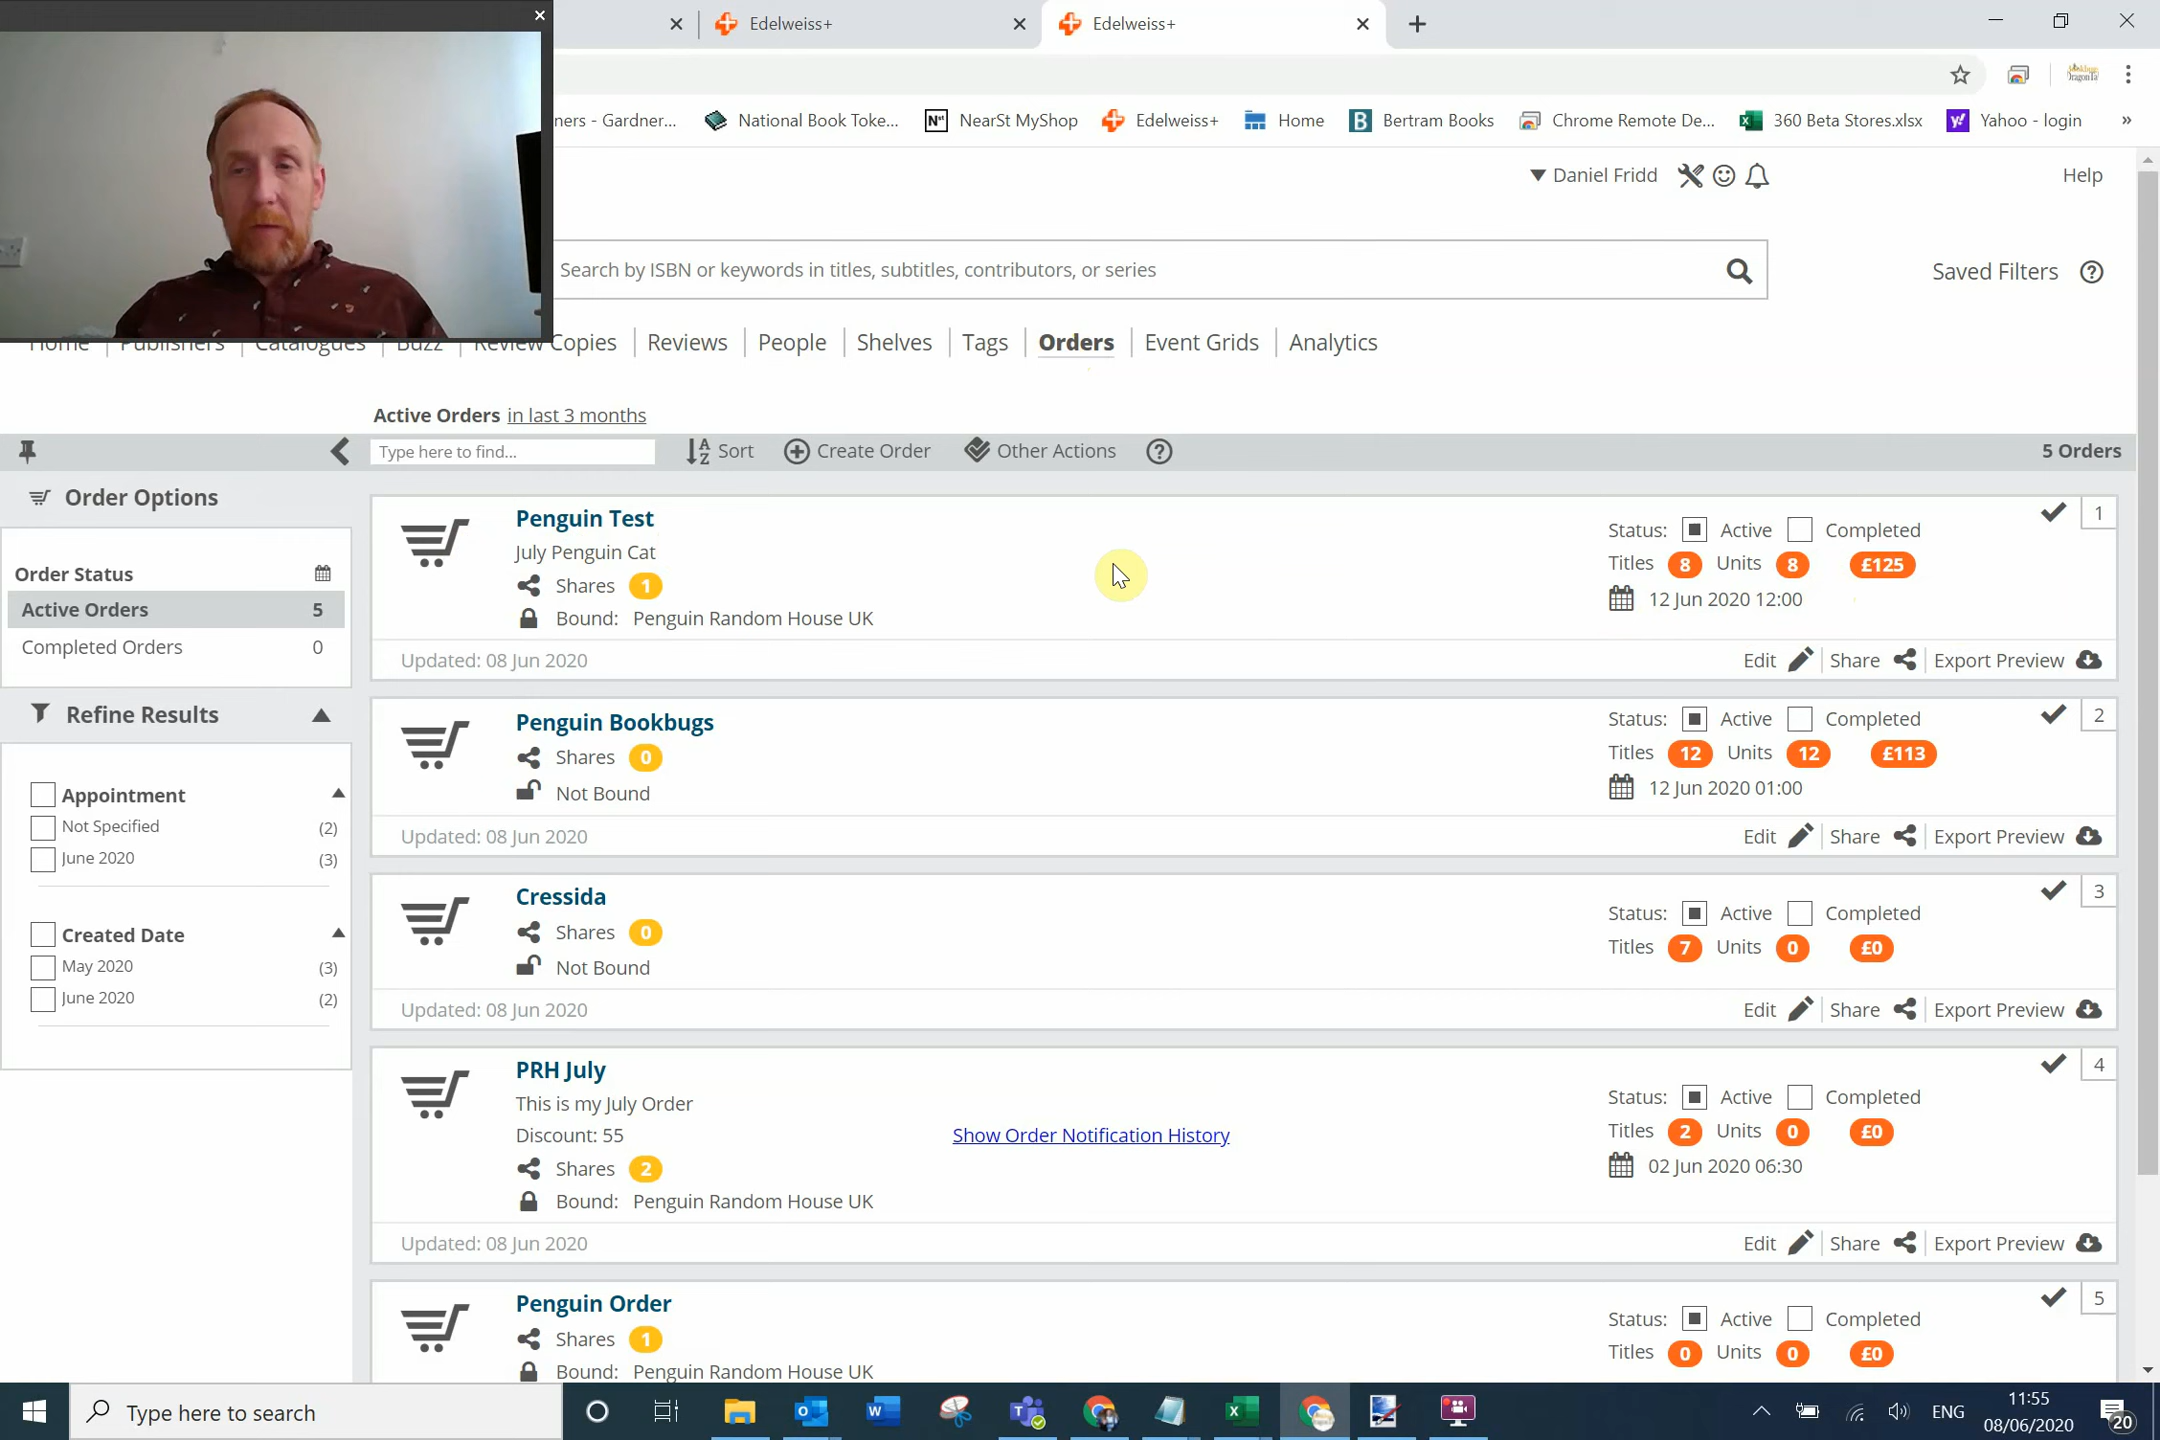 Edelweiss+
Edelweiss+
ners - Gardner...
National Book Toke...
NearSt MyShop
Edelweiss+
Home
Bertram Books
Chrome Remote De...
360 Beta Stores.xlsx
Yahoo - login
»
Daniel Fridd
Help
Search by ISBN or keywords in titles, subtitles, contributors, or series
Saved Filters
Home | Publishers | Catalogues | Buzz | Review Copies | Reviews | People | Shelves | Tags | Orders | Event Grids | Analytics
Active Orders in last 3 months
Type here to find...
Sort
Create Order
Other Actions
5 Orders
Order Options
Order Status
Active Orders 5
Completed Orders 0
Refine Results
Appointment
Not Specified (2)
June 2020 (3)
Created Date
May 2020 (3)
June 2020 (2)
Penguin Test
July Penguin Cat
Shares 1
Bound: Penguin Random House UK
Status: Active Completed
1
Titles 8 Units 8 £125
12 Jun 2020 12:00
Updated: 08 Jun 2020
Edit | Share | Export Preview
Penguin Bookbugs
Shares 0
Not Bound
Status: Active Completed
2
Titles 12 Units 12 £113
12 Jun 2020 01:00
Updated: 08 Jun 2020
Edit | Share | Export Preview
Cressida
Shares 0
Not Bound
Status: Active Completed
3
Titles 7 Units 0 £0
Updated: 08 Jun 2020
Edit | Share | Export Preview
PRH July
This is my July Order
Discount: 55
Shares 2
Bound: Penguin Random House UK
Show Order Notification History
Status: Active Completed
4
Titles 2 Units 0 £0
02 Jun 2020 06:30
Updated: 08 Jun 2020
Edit | Share | Export Preview
Penguin Order
Shares 1
Bound: Penguin Random House UK
Status: Active Completed
5
Titles 0 Units 0 £0
Type here to search
ENG
11:55
08/06/2020
20